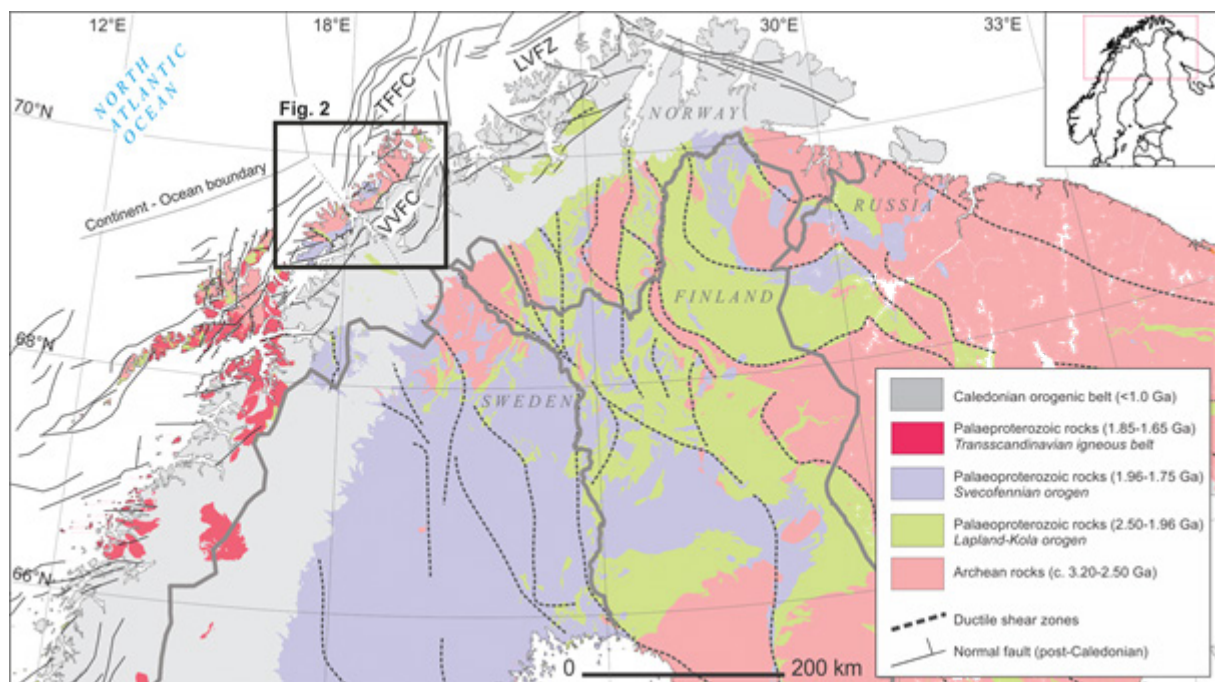 12°E
18°E
30°E
33°E
NORTH
ATLANTIC
OCEAN
70°N
Fig. 2
TFFC
LVFZ
NORWAY
Continent - Ocean boundary
VVFC
RUSSIA
FINLAND
68°N
SWEDEN
66°N
Caledonian orogenic belt (<1.0 Ga)
Palaeproterozoic rocks (1.85-1.65 Ga)
Transscandinavian igneous belt
Palaeoproterozoic rocks (1.96-1.75 Ga)
Svecofennian orogen
Palaeoproterozoic rocks (2.50-1.96 Ga)
Lapland-Kola orogen
Archean rocks (c. 3.20-2.50 Ga)
Ductile shear zones
Normal fault (post-Caledonian)
0 200 km